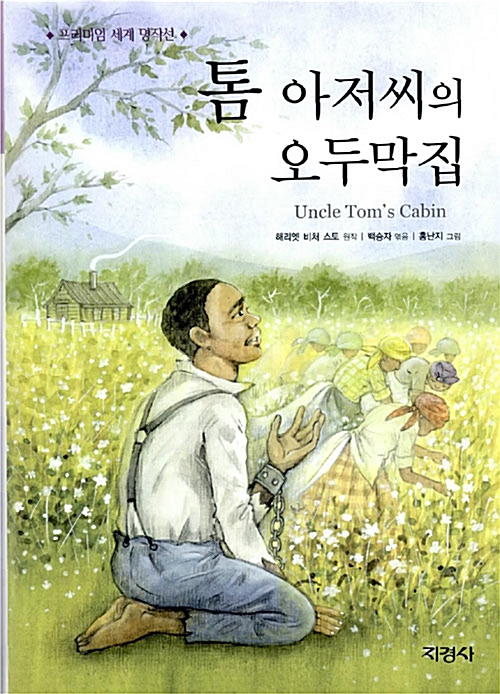 ◆ 프리미엄 세계 명작선 ◆
톰 아저씨의
오두막집
Uncle Tom's Cabin
해리엣 비처 스토 원작 | 백승자 엮음 | 홍난지 그림
지경사